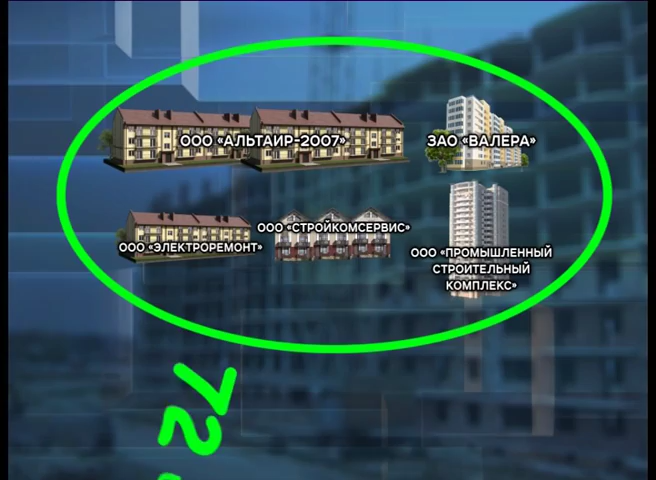 ООО «АЛЬТАИР-2007»
ЗАО «ВАЛЕРА»
ООО «ЭЛЕКТРОРЕМОНТ»
ООО «СТРОЙКОМСЕРВИС»
ООО «ПРОМЫШЛЕННЫЙ
СТРОИТЕЛЬНЫЙ
КОМПЛЕКС»